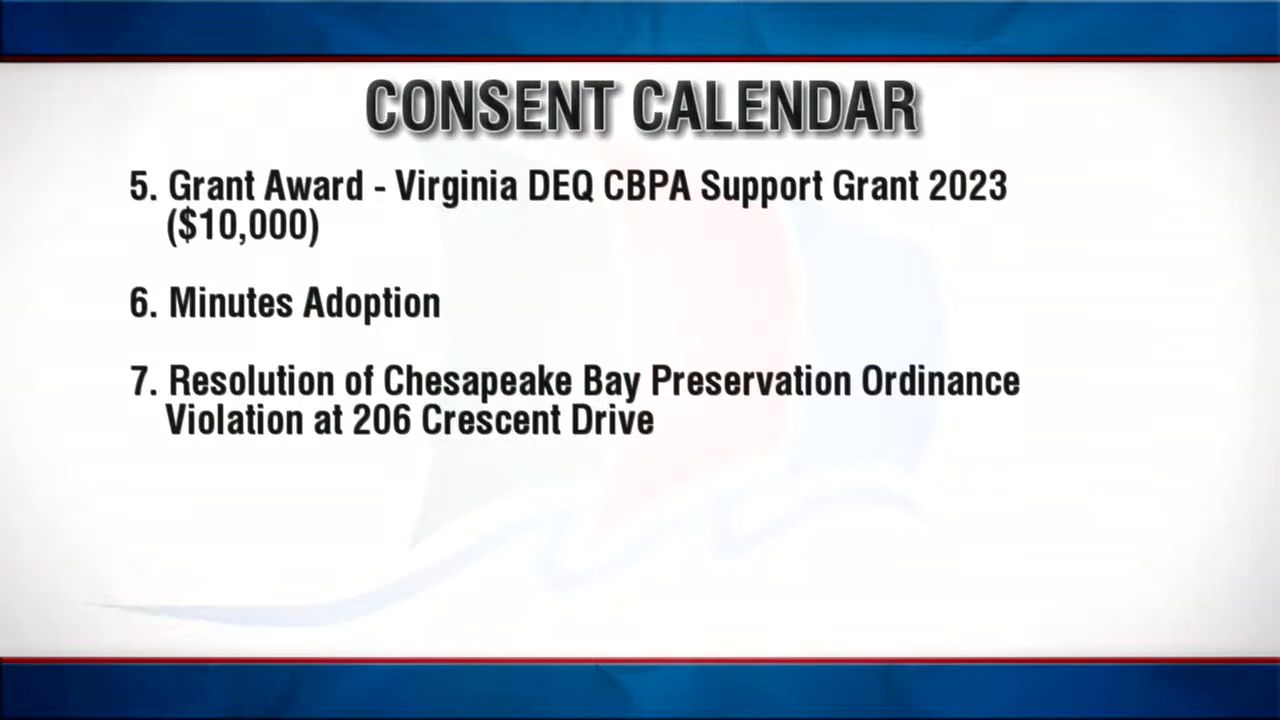 CONSENT CALENDAR
5. Grant Award - Virginia DEQ CBPA Support Grant 2023
($10,000)
6. Minutes Adoption
7. Resolution of Chesapeake Bay Preservation Ordinance
Violation at 206 Crescent Drive